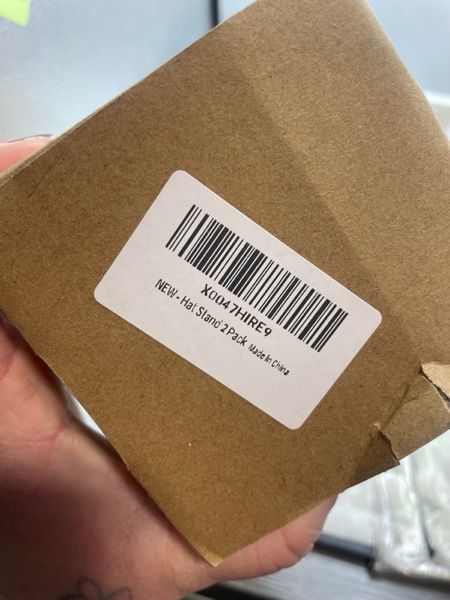 X0047HIRE9
NEW - Hat Stand 2 Pack Made In China